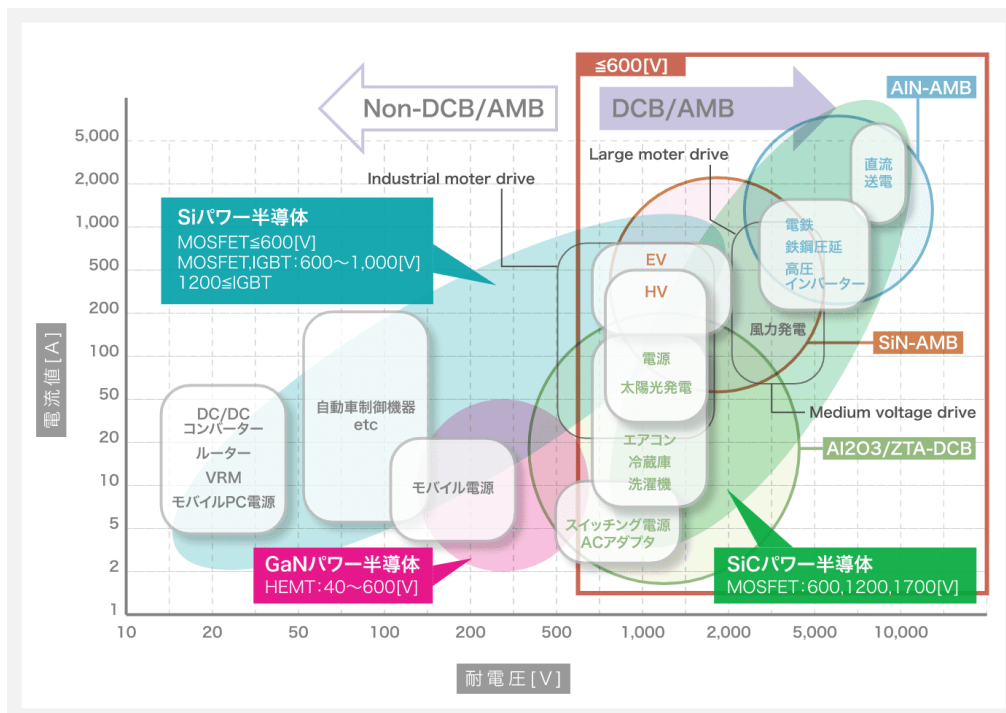 ≦600[V]
Non-DCB/AMB
DCB/AMB
AlN-AMB
Large moter drive
Industrial moter drive
直流
送電
Siパワー半導体
MOSFET≦600[V]
MOSFET,IGBT：600〜1,000[V]
1200≦IGBT
電鉄
鉄鋼圧延
高圧
インバーター
EV
HV
風力発電
SiN-AMB
電源
太陽光発電
Medium voltage drive
自動車制御機器
etc
DC/DC
コンバーター
ルーター
VRM
モバイルPC電源
エアコン
冷蔵庫
洗濯機
Al2O3/ZTA-DCB
モバイル電源
スイッチング電源
ACアダプタ
GaNパワー半導体
HEMT：40〜600[V]
SiCパワー半導体
MOSFET：600,1200,1700[V]
電流値[A]
5,000
2,000
1,000
500
200
100
50
20
10
5
2
1
10
20
50
100
200
500
1,000
2,000
5,000
10,000
耐電圧[V]